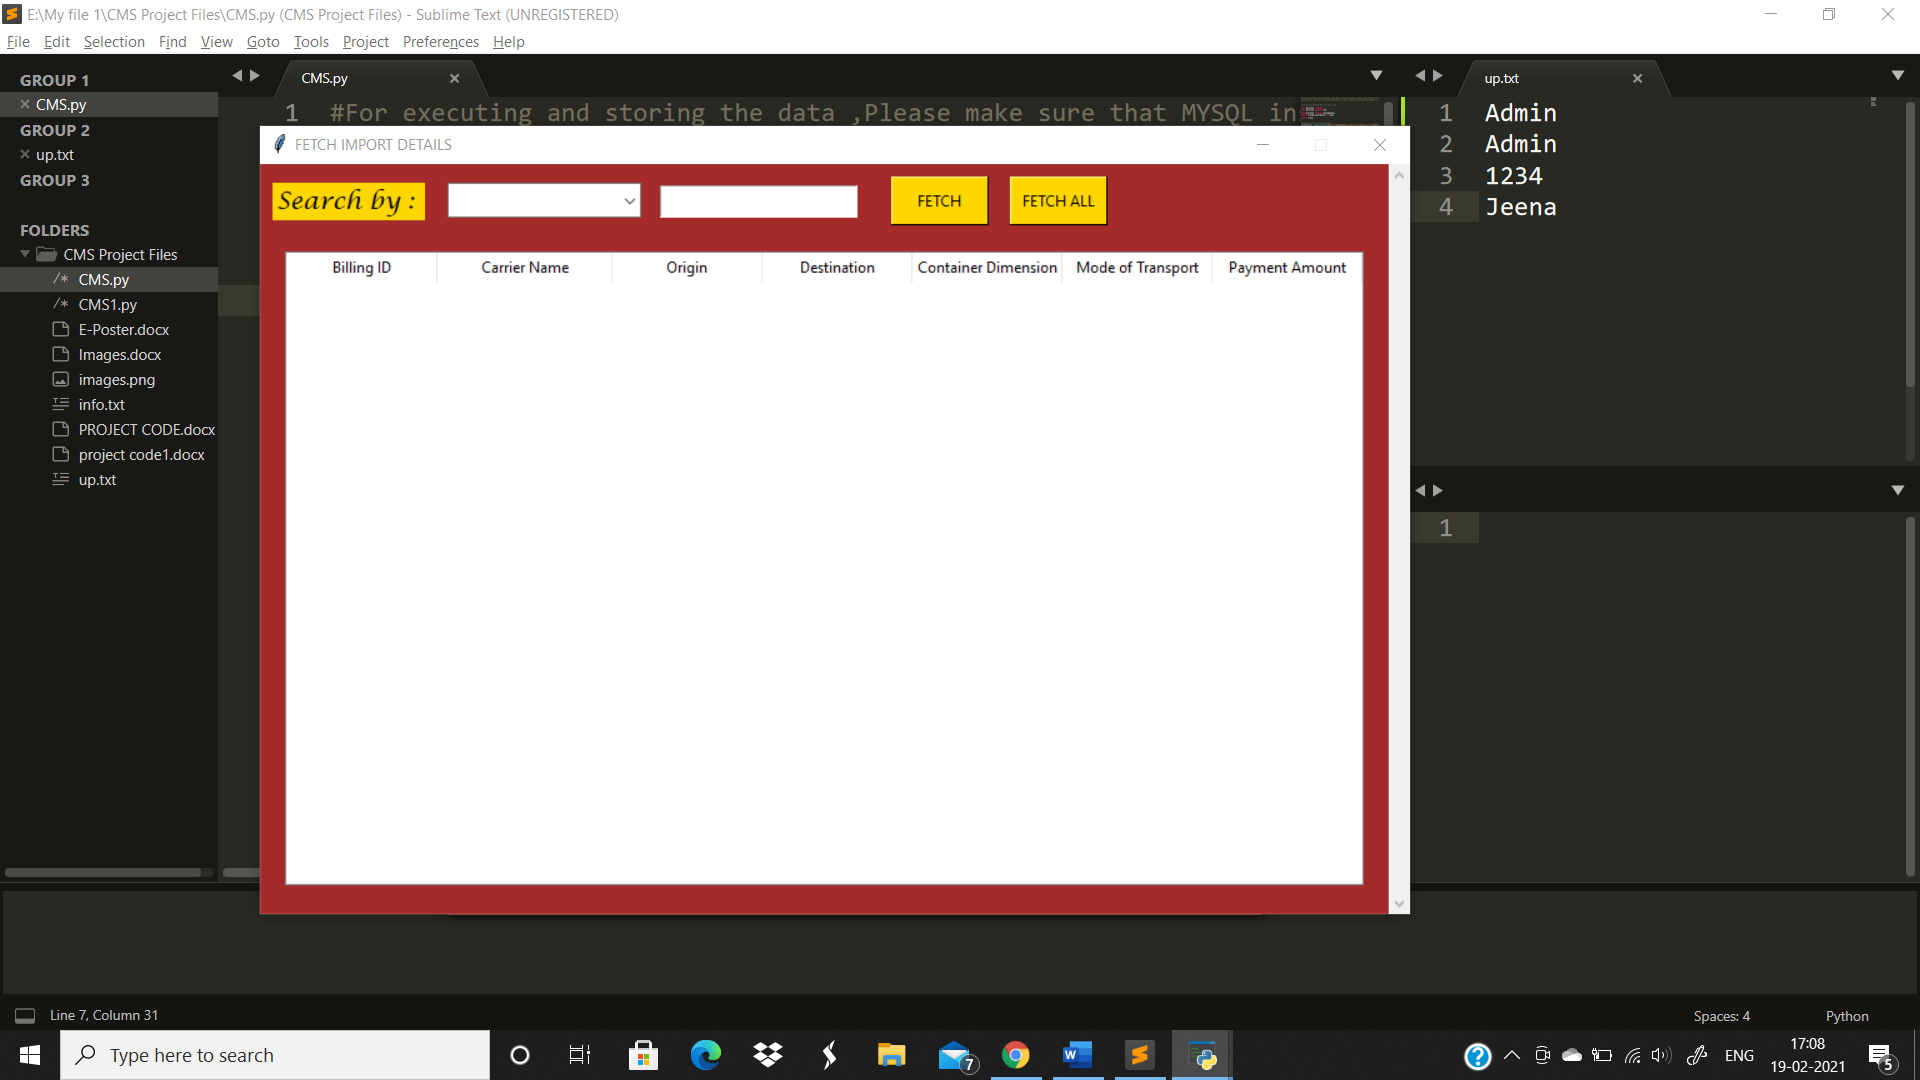 E:\My file 1\CMS Project Files\CMS.py (CMS Project Files) - Sublime Text (UNREGISTERED)
File Edit Selection Find View Goto Tools Project Preferences Help
GROUP 1
CMS.py
GROUP 2
up.txt
GROUP 3
FOLDERS
CMS Project Files
/* CMS.py
/* CMS1.py
E-Poster.docx
Images.docx
images.png
info.txt
PROJECT CODE.docx
project code1.docx
up.txt
CMS.py
1 #For executing and storing the data ,Please make sure that MYSQL in
FETCH IMPORT DETAILS
Search by :
FETCH
FETCH ALL
Billing ID Carrier Name Origin Destination Container Dimension Mode of Transport Payment Amount
up.txt
1 Admin
2 Admin
3 1234
4 Jeena
1
Line 7, Column 31
Spaces: 4
Python
Type here to search
7
ENG
17:08
19-02-2021
5